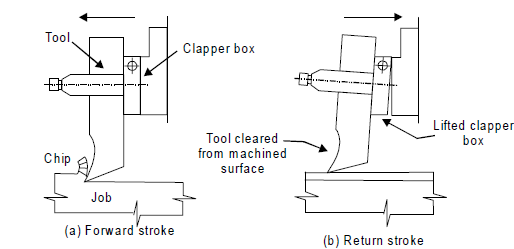 Tool
Clapper box
Chip
Job
(a) Forward stroke
Tool cleared
from machined
surface
Lifted clapper
box
(b) Return stroke